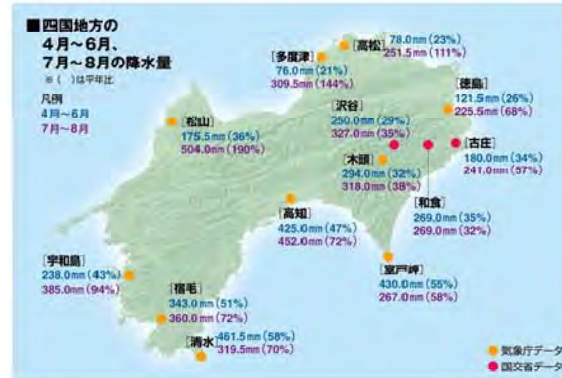 ■四国地方の
4月～6月、
7月～8月の降水量
※（ ）は平年比
凡例
4月～6月
7月～8月
［高松］
78.0mm（23%）
251.5mm（111%）
［多度津］
76.0mm（21%）
309.5mm（144%）
［徳島］
121.5mm（26%）
225.5mm（68%）
［松山］
175.5mm（36%）
504.0mm（190%）
［沢谷］
250.0mm（29%）
327.0mm（35%）
［古庄］
180.0mm（34%）
241.0mm（57%）
［木頭］
294.0mm（32%）
318.0mm（38%）
［和食］
269.0mm（35%）
269.0mm（32%）
［高知］
425.0mm（47%）
452.0mm（72%）
［室戸岬］
430.0mm（55%）
267.0mm（58%）
［宇和島］
238.0mm（43%）
385.0mm（94%）
［宿毛］
343.0mm（51%）
360.0mm（72%）
［清水］
461.5mm（58%）
319.5mm（70%）
気象庁データ
国交省データ